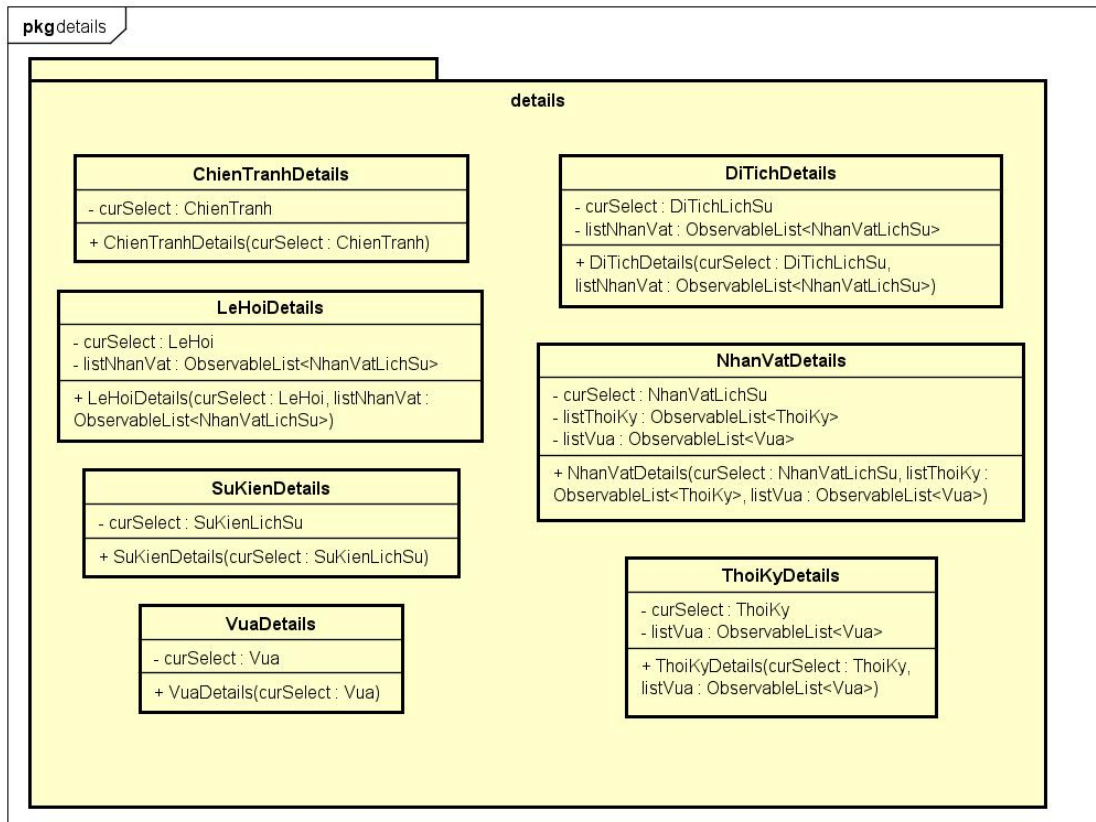 pkg details
details
ChienTranhDetails
- curSelect : ChienTranh
+ ChienTranhDetails(curSelect : ChienTranh)
LeHoiDetails
- curSelect : LeHoi
- listNhanVat : ObservableList<NhanVatLichSu>
+ LeHoiDetails(curSelect : LeHoi, listNhanVat :
ObservableList<NhanVatLichSu>)
SuKienDetails
- curSelect : SuKienLichSu
+ SuKienDetails(curSelect : SuKienLichSu)
VuaDetails
- curSelect : Vua
+ VuaDetails(curSelect : Vua)
DiTichDetails
- curSelect : DiTichLichSu
- listNhanVat : ObservableList<NhanVatLichSu>
+ DiTichDetails(curSelect : DiTichLichSu,
listNhanVat : ObservableList<NhanVatLichSu>)
NhanVatDetails
- curSelect : NhanVatLichSu
- listThoiKy : ObservableList<ThoiKy>
- listVua : ObservableList<Vua>
+ NhanVatDetails(curSelect : NhanVatLichSu, listThoiKy :
ObservableList<ThoiKy>, listVua : ObservableList<Vua>)
ThoiKyDetails
- curSelect : ThoiKy
- listVua : ObservableList<Vua>
+ ThoiKyDetails(curSelect : ThoiKy,
listVua : ObservableList<Vua>)